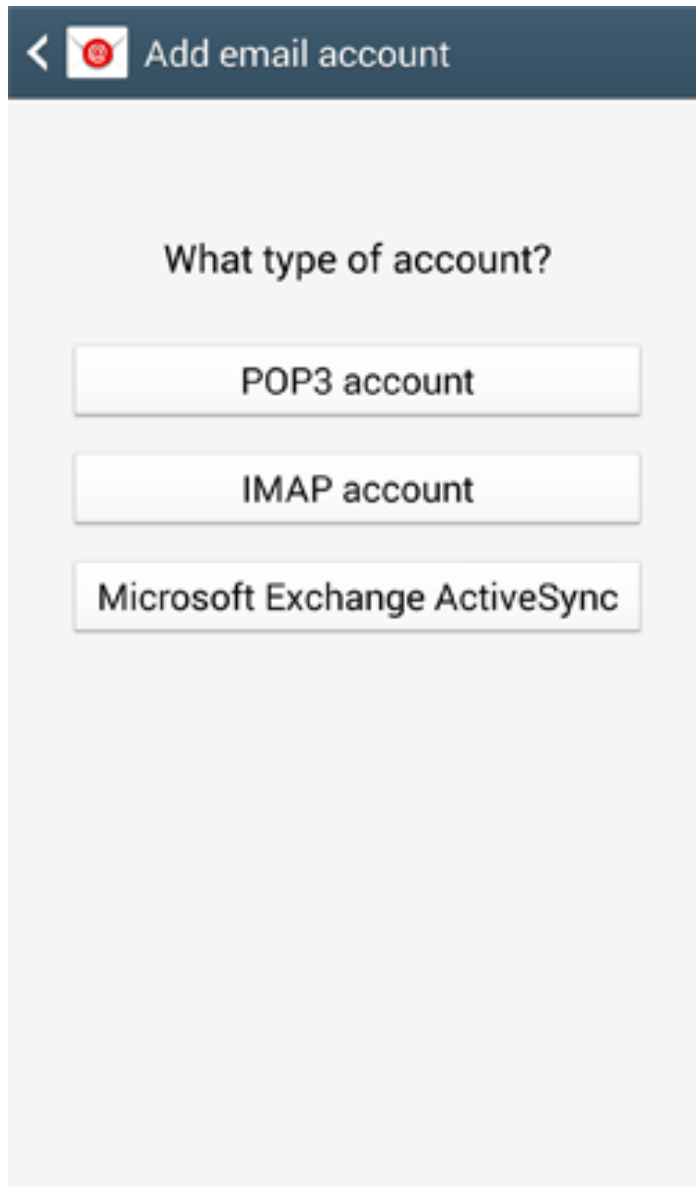 Add email account
What type of account?
POP3 account
IMAP account
Microsoft Exchange ActiveSync